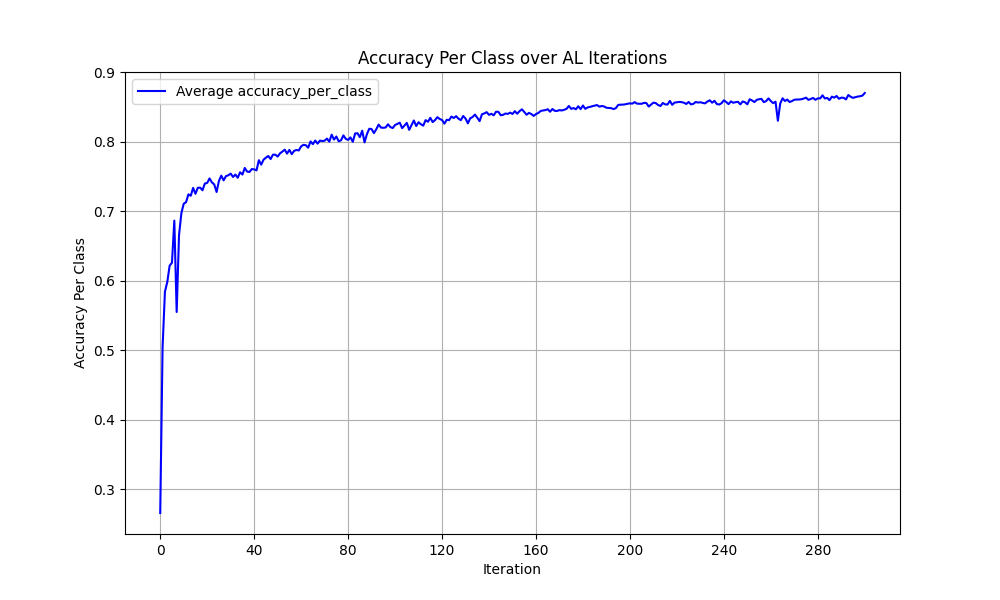 Accuracy Per Class over AL Iterations
Average accuracy_per_class
Accuracy Per Class
0.9
0.8
0.7
0.6
0.5
0.4
0.3
0 40 80 120 160 200 240 280
Iteration